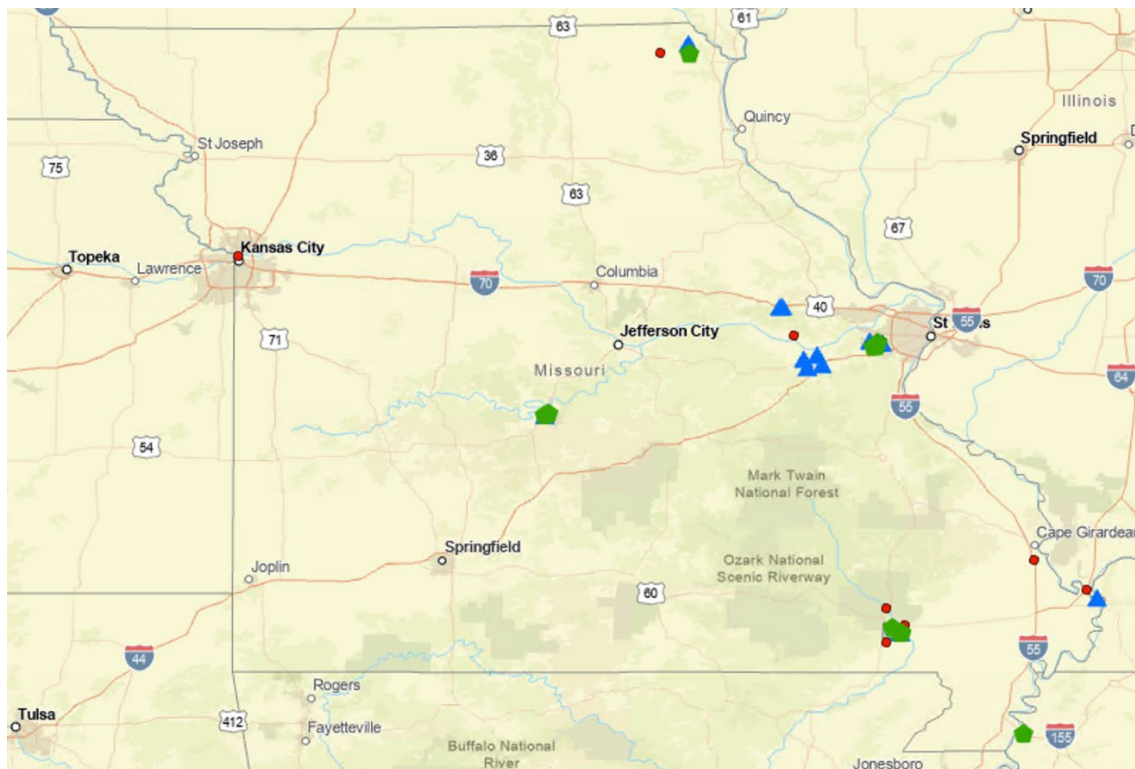 63
61
Illinois
Quincy
Springfield
St Joseph
36
75
63
67
Kansas City
Topeka
Lawrence
Columbia
70
70
40
St
55
Jefferson City
71
Missouri
64
55
54
Mark Twain
National Forest
Cape Girardeau
Springfield
Ozark National
Scenic Riverway
Joplin
60
55
44
Rogers
Tulsa
412
Fayetteville
155
Buffalo National
River
Jonesboro